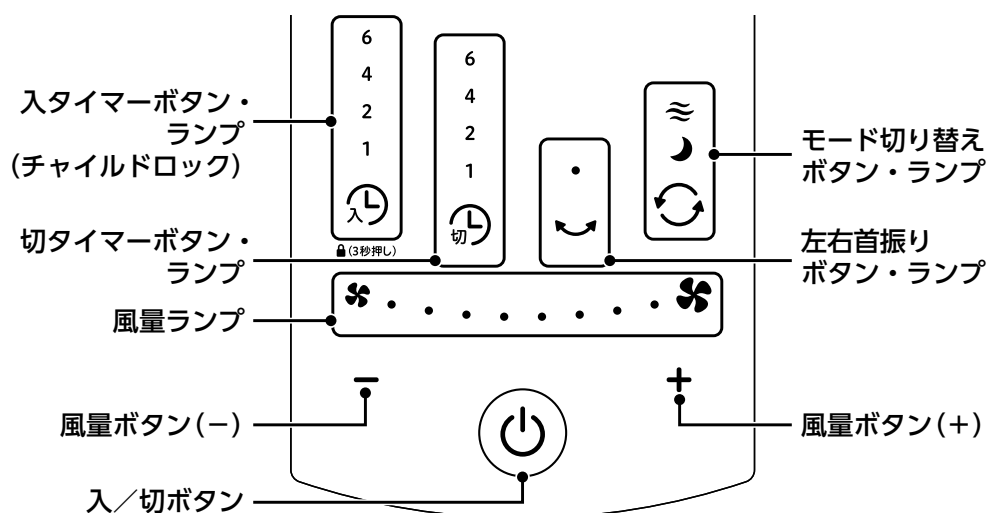 6
4
2
1
入
(3秒押し)
6
4
2
1
切
入タイマーボタン・
ランプ
(チャイルドロック)
切タイマーボタン・
ランプ
風量ランプ
風量ボタン(－)
入／切ボタン
モード切り替え
ボタン・ランプ
左右首振り
ボタン・ランプ
－
＋
風量ボタン(＋)